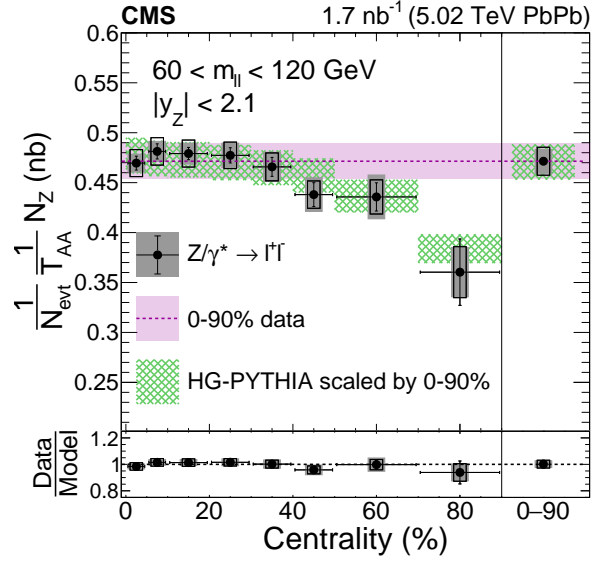 CMS 1.7 nb⁻¹ (5.02 TeV PbPb)
0.6
0.55
0.5
0.45
0.4
0.35
0.3
0.25
1/N_evt 1/T_AA N_Z (nb)
60 < m_ll < 120 GeV
|y_Z| < 2.1
Z/γ* → l⁺l⁻
0-90% data
HG-PYTHIA scaled by 0-90%
Data/Model
1.2
1
0.8
0 20 40 60 80 0–90
Centrality (%)